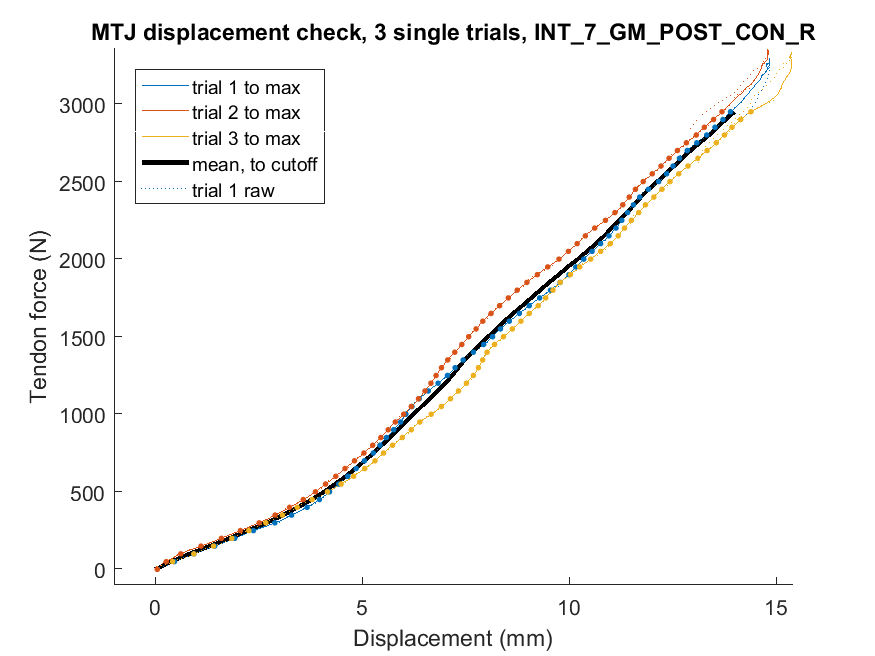 MTJ displacement check, 3 single trials, INT_7_GM_POST_CON_R
trial 1 to max
trial 2 to max
trial 3 to max
mean, to cutoff
trial 1 raw
3000
2500
2000
1500
1000
500
0
Tendon force (N)
0 5 10 15
Displacement (mm)